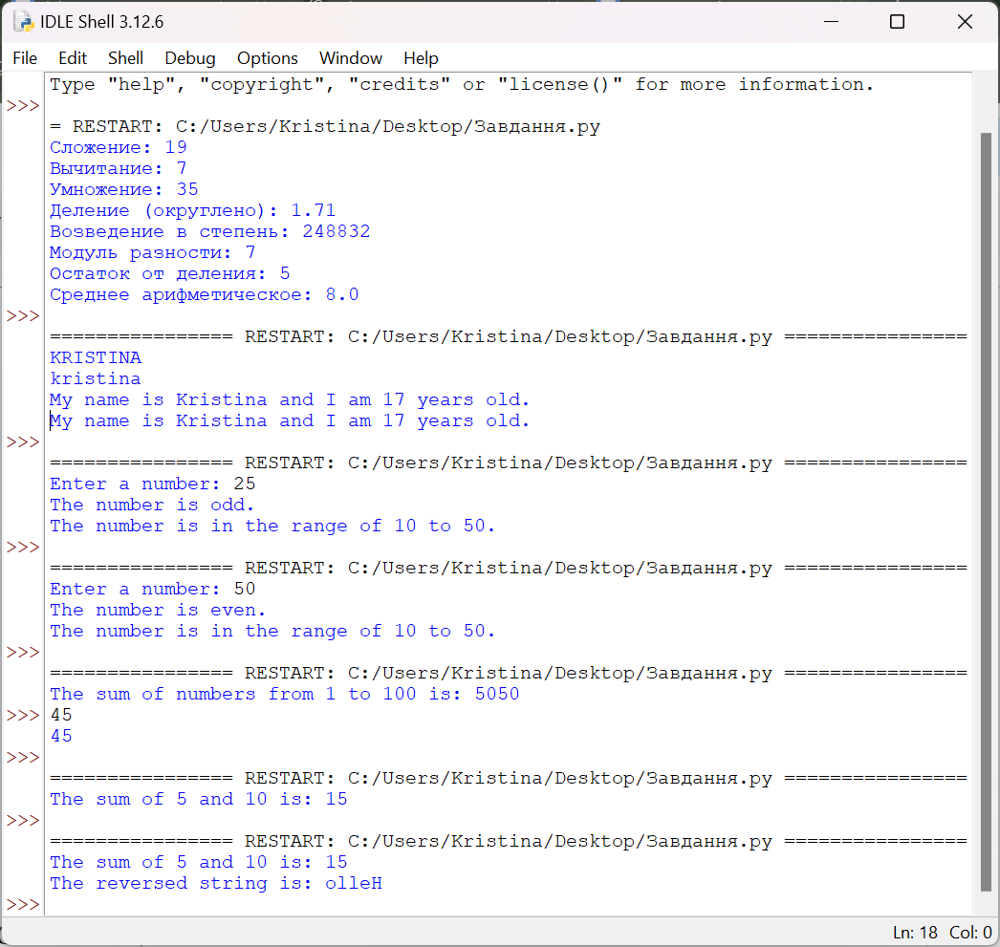 IDLE Shell 3.12.6
File Edit Shell Debug Options Window Help
Type "help", "copyright", "credits" or "license()" for more information.
>>>
= RESTART: C:/Users/Kristina/Desktop/Завдання.py
Сложение: 19
Вычитание: 7
Умножение: 35
Деление (округлено): 1.71
Возведение в степень: 248832
Модуль разности: 7
Остаток от деления: 5
Среднее арифметическое: 8.0
>>>
================ RESTART: C:/Users/Kristina/Desktop/Завдання.py ================
KRISTINA
kristina
My name is Kristina and I am 17 years old.
My name is Kristina and I am 17 years old.
>>>
================ RESTART: C:/Users/Kristina/Desktop/Завдання.py ================
Enter a number: 25
The number is odd.
The number is in the range of 10 to 50.
>>>
================ RESTART: C:/Users/Kristina/Desktop/Завдання.py ================
Enter a number: 50
The number is even.
The number is in the range of 10 to 50.
>>>
================ RESTART: C:/Users/Kristina/Desktop/Завдання.py ================
The sum of numbers from 1 to 100 is: 5050
>>> 45
45
>>>
================ RESTART: C:/Users/Kristina/Desktop/Завдання.py ================
The sum of 5 and 10 is: 15
>>>
================ RESTART: C:/Users/Kristina/Desktop/Завдання.py ================
The sum of 5 and 10 is: 15
The reversed string is: olleH
>>>
Ln: 18 Col: 0